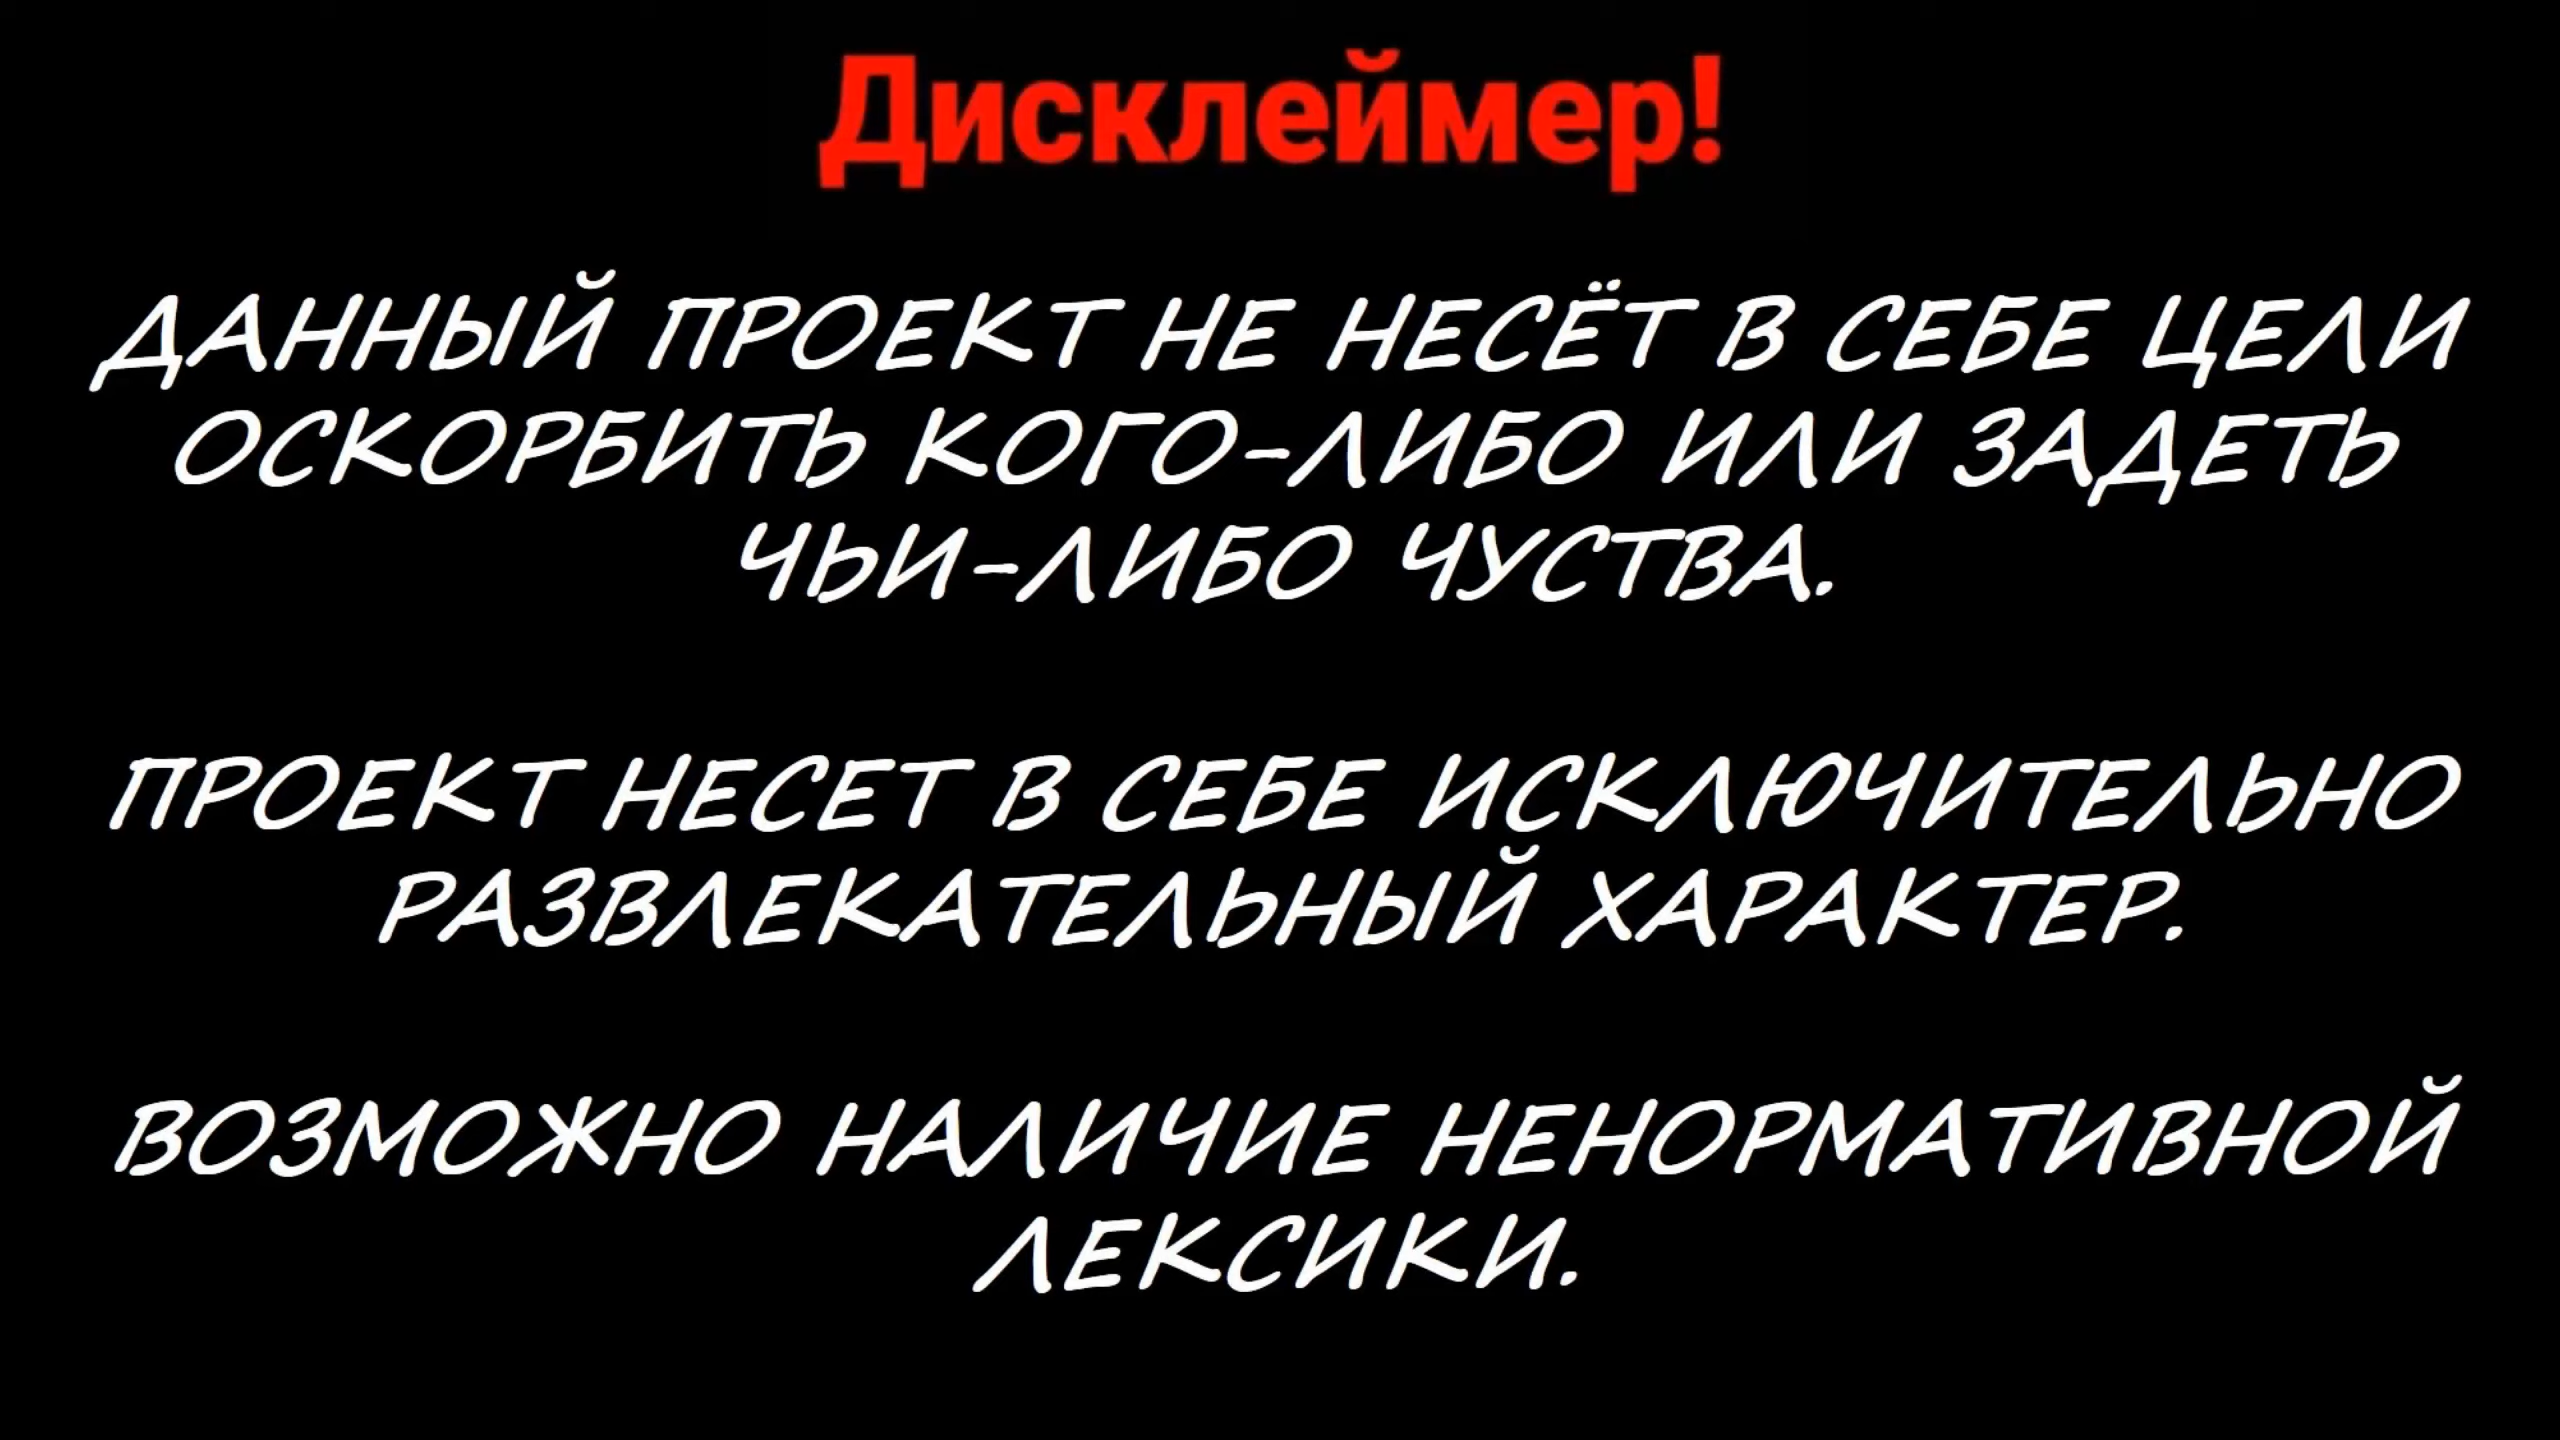 Дисклеймер!
ДАННЫЙ ПРОЕКТ НЕ НЕСЁТ В СЕБЕ ЦЕЛИ
ОСКОРБИТЬ КОГО-ЛИБО ИЛИ ЗАДЕТЬ
ЧЬИ-ЛИБО ЧУСТВА.
ПРОЕКТ НЕСЕТ В СЕБЕ ИСКЛЮЧИТЕЛЬНО
РАЗВЛЕКАТЕЛЬНЫЙ ХАРАКТЕР.
ВОЗМОЖНО НАЛИЧИЕ НЕНОРМАТИВНОЙ
ЛЕКСИКИ.